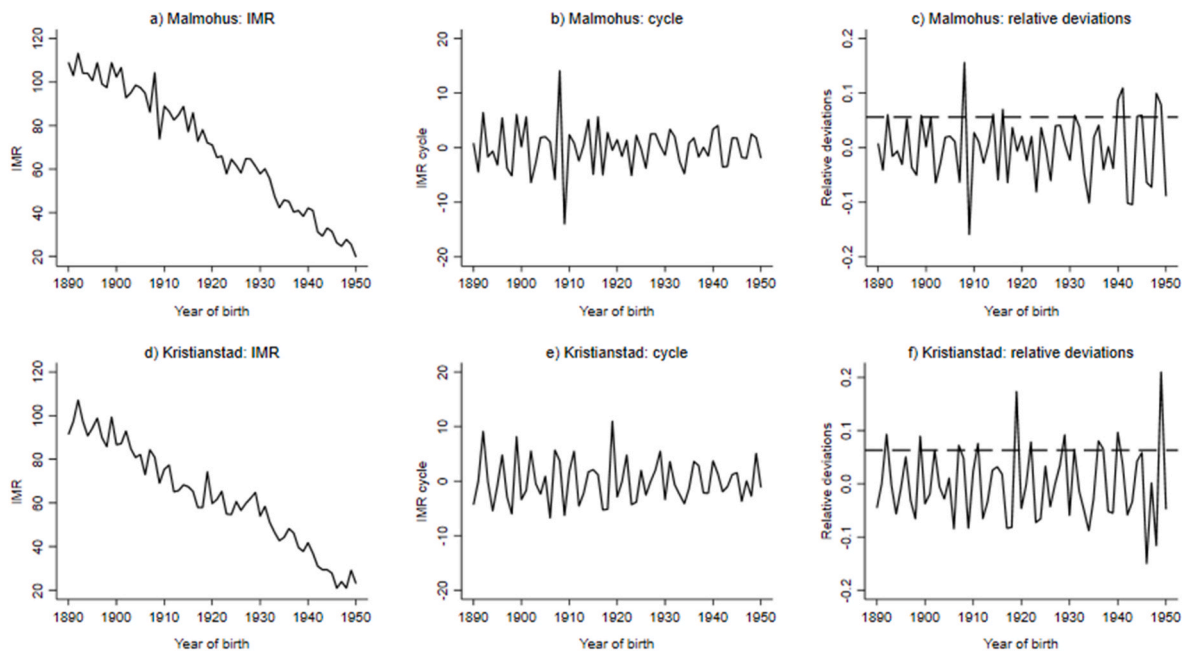 a) Malmohus: IMR
IMR
120
100
80
60
40
20
1890 1900 1910 1920 1930 1940 1950
Year of birth
b) Malmohus: cycle
IMR cycle
20
10
0
-10
-20
1890 1900 1910 1920 1930 1940 1950
Year of birth
c) Malmohus: relative deviations
Relative deviations
0.2
0.1
0.0
-0.1
-0.2
1890 1900 1910 1920 1930 1940 1950
Year of birth
d) Kristianstad: IMR
IMR
120
100
80
60
40
20
1890 1900 1910 1920 1930 1940 1950
Year of birth
e) Kristianstad: cycle
IMR cycle
20
10
0
-10
-20
1890 1900 1910 1920 1930 1940 1950
Year of birth
f) Kristianstad: relative deviations
Relative deviations
0.2
0.1
0.0
-0.1
-0.2
1890 1900 1910 1920 1930 1940 1950
Year of birth